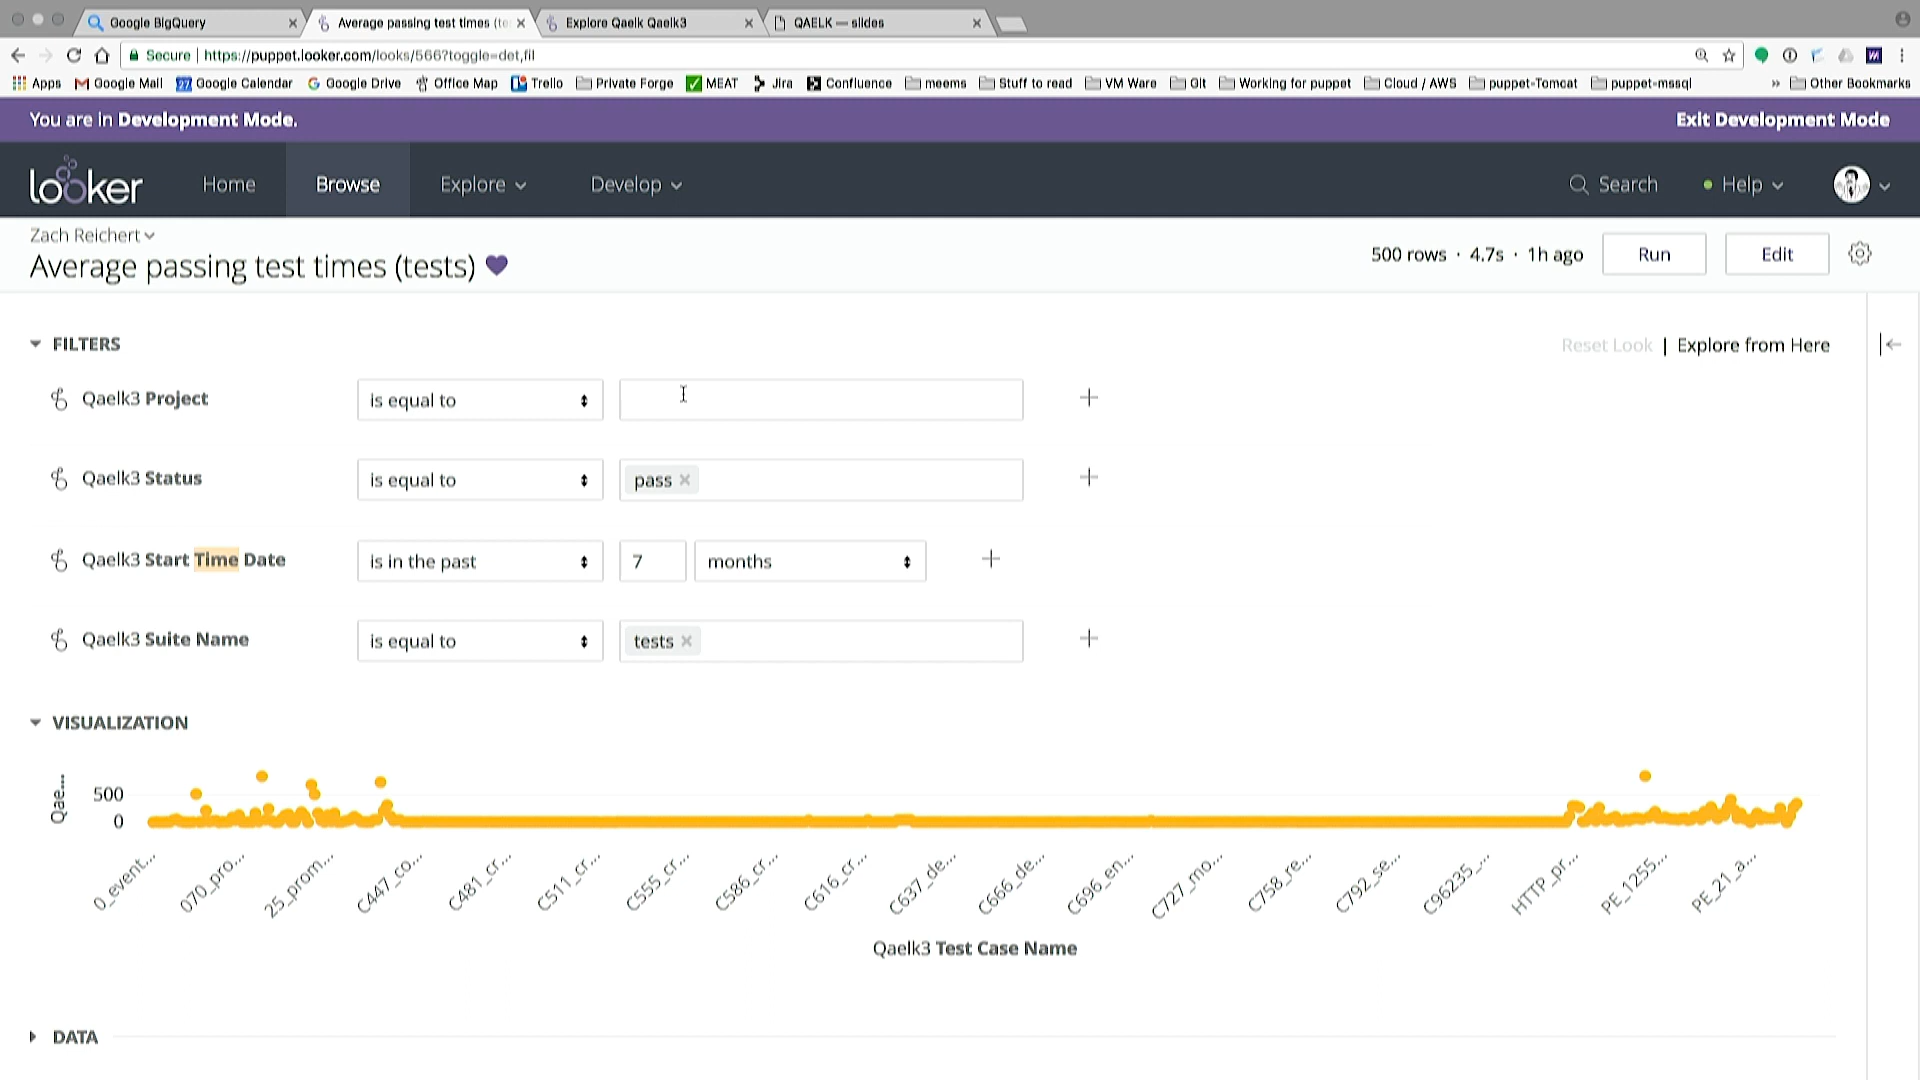 Google BigQuery
Average passing test times (te
Explore Qaelk Qaelk3
QAELK — slides
Secure https://puppet.looker.com/looks/566?toggle=det,fil
Apps Google Mail Google Calendar Google Drive Office Map Trello Private Forge MEAT Jira Confluence meems Stuff to read VM Ware Git Working for puppet Cloud / AWS puppet-Tomcat puppet-mssql » Other Bookmarks
You are in Development Mode.
Exit Development Mode
looker Home Browse Explore Develop Search Help
Zach Reichert
Average passing test times (tests)
500 rows · 4.7s · 1h ago Run Edit
FILTERS
Reset Look | Explore from Here
Qaelk3 Project is equal to
Qaelk3 Status is equal to pass ×
Qaelk3 Start Time Date is in the past 7 months
Qaelk3 Suite Name is equal to tests ×
VISUALIZATION
Qae....
500
0
0_event... 070_pro... 25_prom... C447_co... C481_cr... C511_cr... C555_cr... C586_cr... C616_cr... C637_de... C666_de... C696_en... C727_mo... C758_re... C792_se... C96235_... HTTP_pr... PE_1255... PE_21_a...
Qaelk3 Test Case Name
DATA